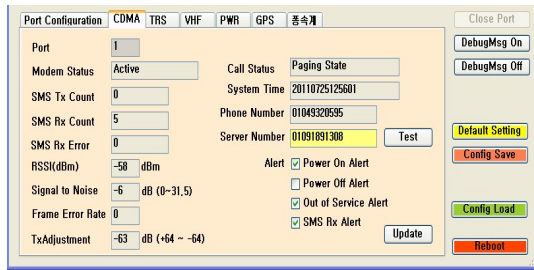 Port Configuration CDMA TRS VHF PWR GPS 풍속계
Close Port
DebugMsg On
DebugMsg Off
Port 1
Modem Status Active
Call Status Paging State
SMS Tx Count 0
System Time 20110725125601
SMS Rx Count 5
Phone Number 01049320595
SMS Rx Error 0
Server Number 01091891308 Test
Default Setting
RSSI(dBm) -58 dBm
Alert Power On Alert
Config Save
Signal to Noise -6 dB (0~31,5)
Power Off Alert
Out of Service Alert
Frame Error Rate 0
SMS Rx Alert
Config Load
TxAdjustment -63 dB (+64 ~ -64)
Update
Reboot